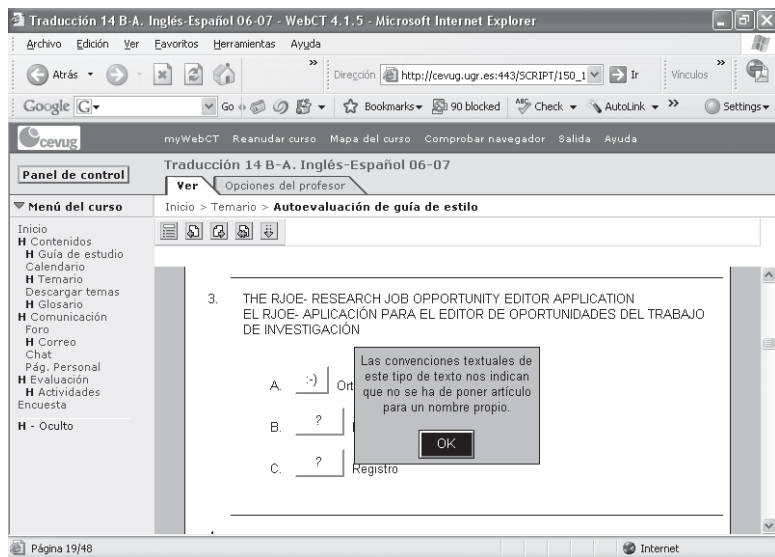 Traducción 14 B-A. Inglés-Español 06-07 - WebCT 4.1.5 - Microsoft Internet Explorer
Archivo Edición Ver Favoritos Herramientas Ayuda
Atrás Dirección http://cevug.ugr.es:443/SCRIPT/150_1 Ir Vínculos
Google G Go 90 blocked Bookmarks Check AutoLink Settings
cevug myWebCT Reanudar curso Mapa del curso Comprobar navegador Salida Ayuda
Panel de control
Traducción 14 B-A. Inglés-Español 06-07
Ver Opciones del profesor
Menú del curso
Inicio > Temario > Autoevaluación de guía de estilo
Inicio
H Contenidos
H Guía de estudio
Calendario
H Temario
Descargar temas
H Glosario
H Comunicación
Foro
H Correo
Chat
Pág. Personal
H Evaluación
H Actividades
Encuesta
H - Oculto
3. THE RJOE- RESEARCH JOB OPPORTUNITY EDITOR APPLICATION
EL RJOE- APLICACIÓN PARA EL EDITOR DE OPORTUNIDADES DEL TRABAJO
DE INVESTIGACIÓN
A. :-) Ort
B. ?
C. ? Registro
Las convenciones textuales de
este tipo de texto nos indican
que no se ha de poner artículo
para un nombre propio.
OK
Página 19/48 Internet